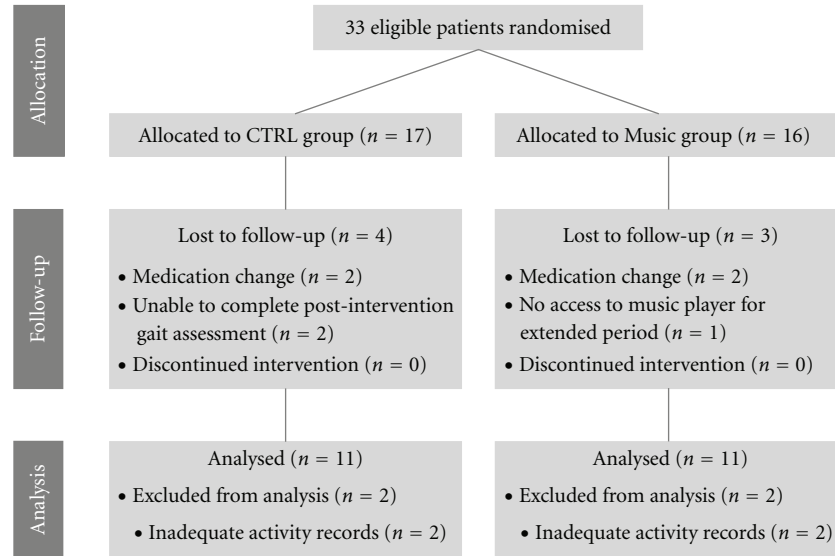 Allocation
33 eligible patients randomised
Allocated to CTRL group (n = 17)
Allocated to Music group (n = 16)
Follow-up
Lost to follow-up (n = 4)
• Medication change (n = 2)
• Unable to complete post-intervention
gait assessment (n = 2)
• Discontinued intervention (n = 0)
Lost to follow-up (n = 3)
• Medication change (n = 2)
• No access to music player for
extended period (n = 1)
• Discontinued intervention (n = 0)
Analysis
Analysed (n = 11)
• Excluded from analysis (n = 2)
• Inadequate activity records (n = 2)
Analysed (n = 11)
• Excluded from analysis (n = 2)
• Inadequate activity records (n = 2)